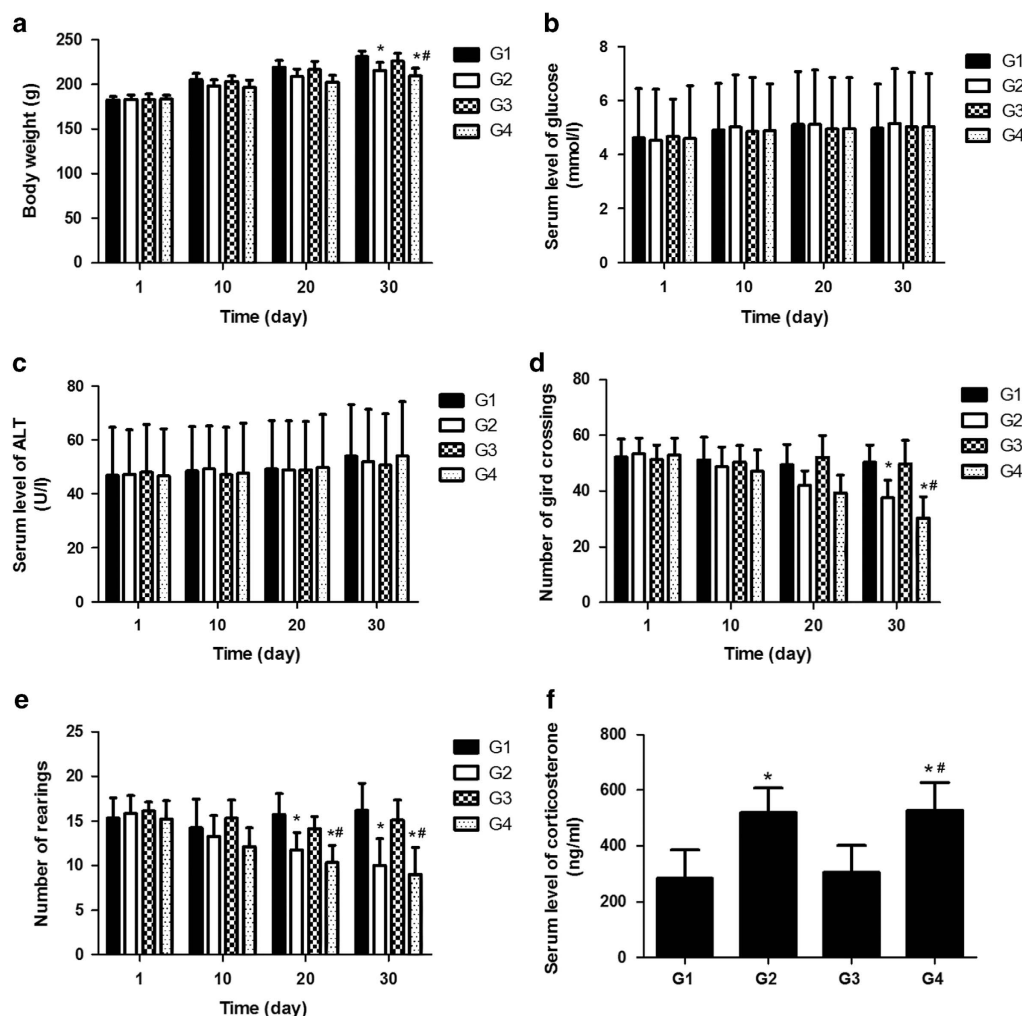 a
250
200
150
100
50
0
Body weight (g)
*
*#
1 10 20 30
Time (day)
G1
G2
G3
G4
b
8
6
4
2
0
Serum level of glucose
(mmol/l)
1 10 20 30
Time (day)
G1
G2
G3
G4
c
80
60
40
20
0
Serum level of ALT
(U/l)
1 10 20 30
Time (day)
G1
G2
G3
G4
d
80
60
40
20
0
Number of gird crossings
*
*#
1 10 20 30
Time (day)
G1
G2
G3
G4
e
25
20
15
10
5
0
Number of rearings
* *# * *#
1 10 20 30
Time (day)
G1
G2
G3
G4
f
800
600
400
200
0
Serum level of corticosterone
(ng/ml)
* * #
G1 G2 G3 G4